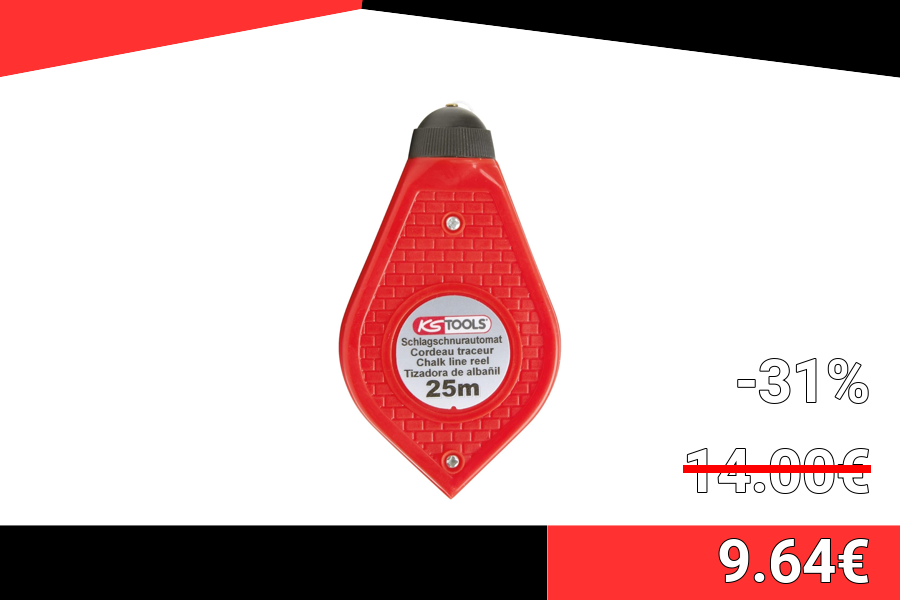 KS TOOLS
Schlagschnurautomat
Cordeau traceur
Chalk line reel
Tizadora de albañil
25m
-31%
14.00€
9.64€